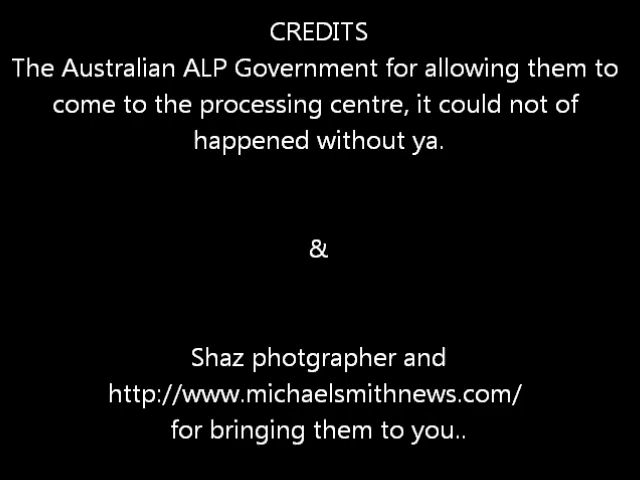 CREDITS
The Australian ALP Government for allowing them to
come to the processing centre, it could not of
happened without ya.
&
Shaz photgrapher and
http://www.michaelsmithnews.com/
for bringing them to you..